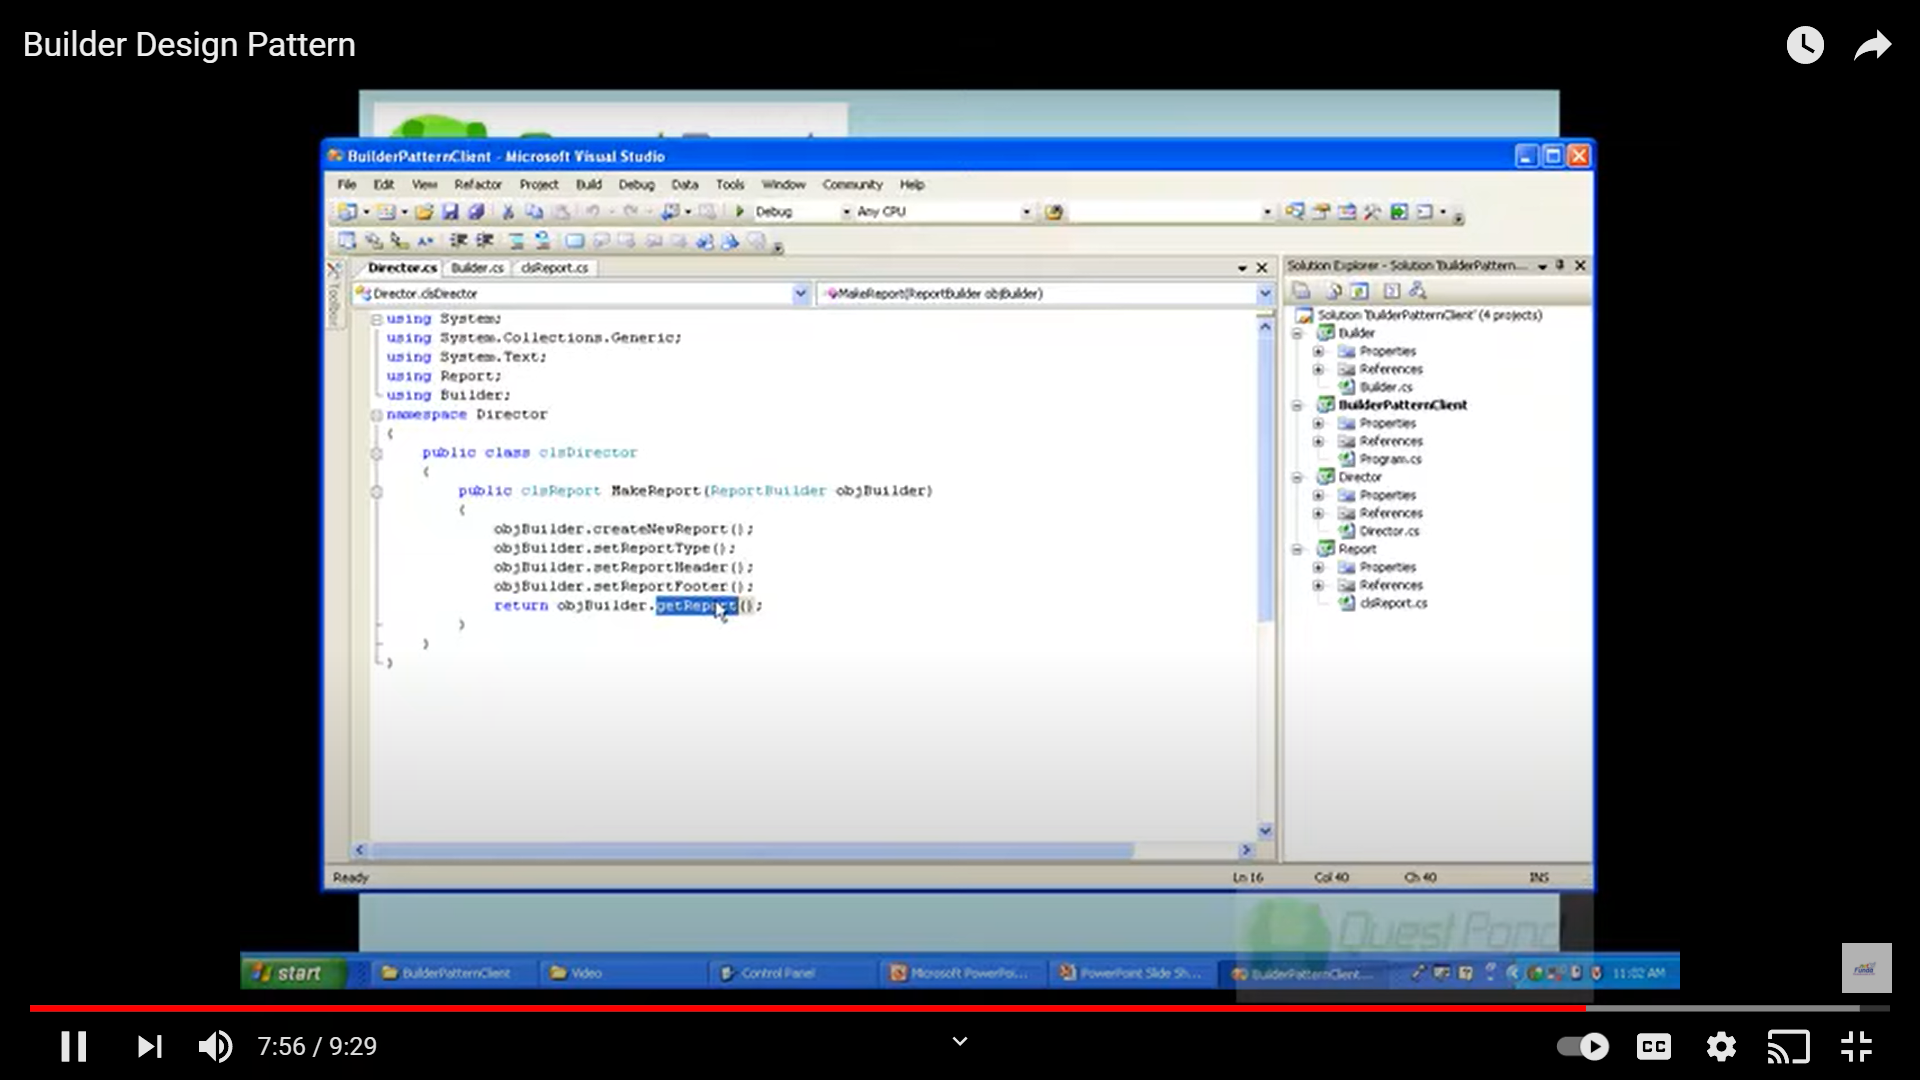 Builder Design Pattern
BuilderPatternClient - Microsoft Visual Studio
File Edit View Refactor Project Build Debug Data Tools Window Community Help
Debug Any CPU
Director.cs Builder.cs clsReport.cs
Solution Explorer - Solution 'BuilderPattern...
Toolbox
Director.clsDirector
MakeReport(ReportBuilder objBuilder)
using System;
using System.Collections.Generic;
using System.Text;
using Report;
using Builder;
namespace Director
{
public class clsDirector
{
public clsReport MakeReport(ReportBuilder objBuilder)
{
objBuilder.createNewReport();
objBuilder.setReportType();
objBuilder.setReportHeader();
objBuilder.setReportFooter();
return objBuilder.getReport();
}
}
}
Solution 'BuilderPatternClient' (4 projects)
Builder
Properties
References
Builder.cs
BuilderPatternClient
Properties
References
Program.cs
Director
Properties
References
Director.cs
Report
Properties
References
clsReport.cs
Ready
Ln 16 Col 40 Ch 40 INS
Quest Pond
start BuilderPatternClient Video Control Panel Microsoft PowerPoi... PowerPoint Slide Sh... BuilderPatternClient... 11:02 AM
7:56 / 9:29
CC